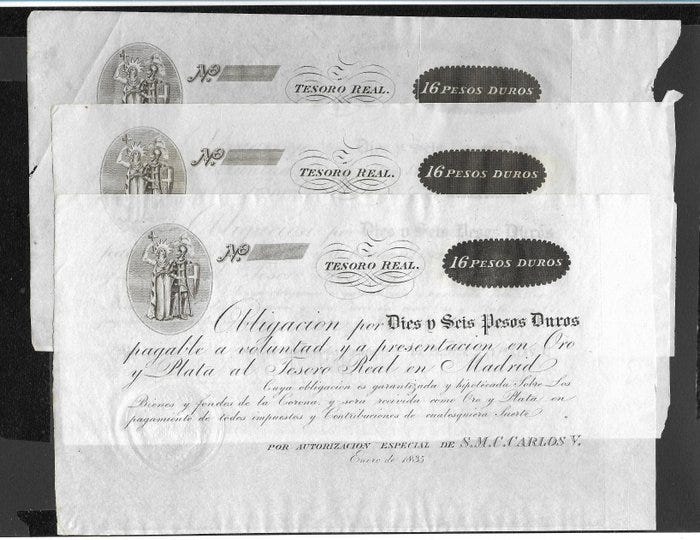 No.
TESORO REAL.
16 PESOS DUROS
No.
TESORO REAL.
16 PESOS DUROS
No.
TESORO REAL.
16 PESOS DUROS
Obligacion por Dies y Seis Pesos Duros
pagable a voluntad y a presentacion en Oro
y Plata al Tesoro Real en Madrid
Cuya obligacion es garantizada y hipotecada Sobre Los
Bienes y fondos de la Corona, y sera recivida como Oro y Plata en
pagamiento de todos impuestos y Contribuciones de cualesquiera Suerte
POR AUTORIZACION ESPECIAL DE S.M.C. CARLOS V.
Enero de 1835